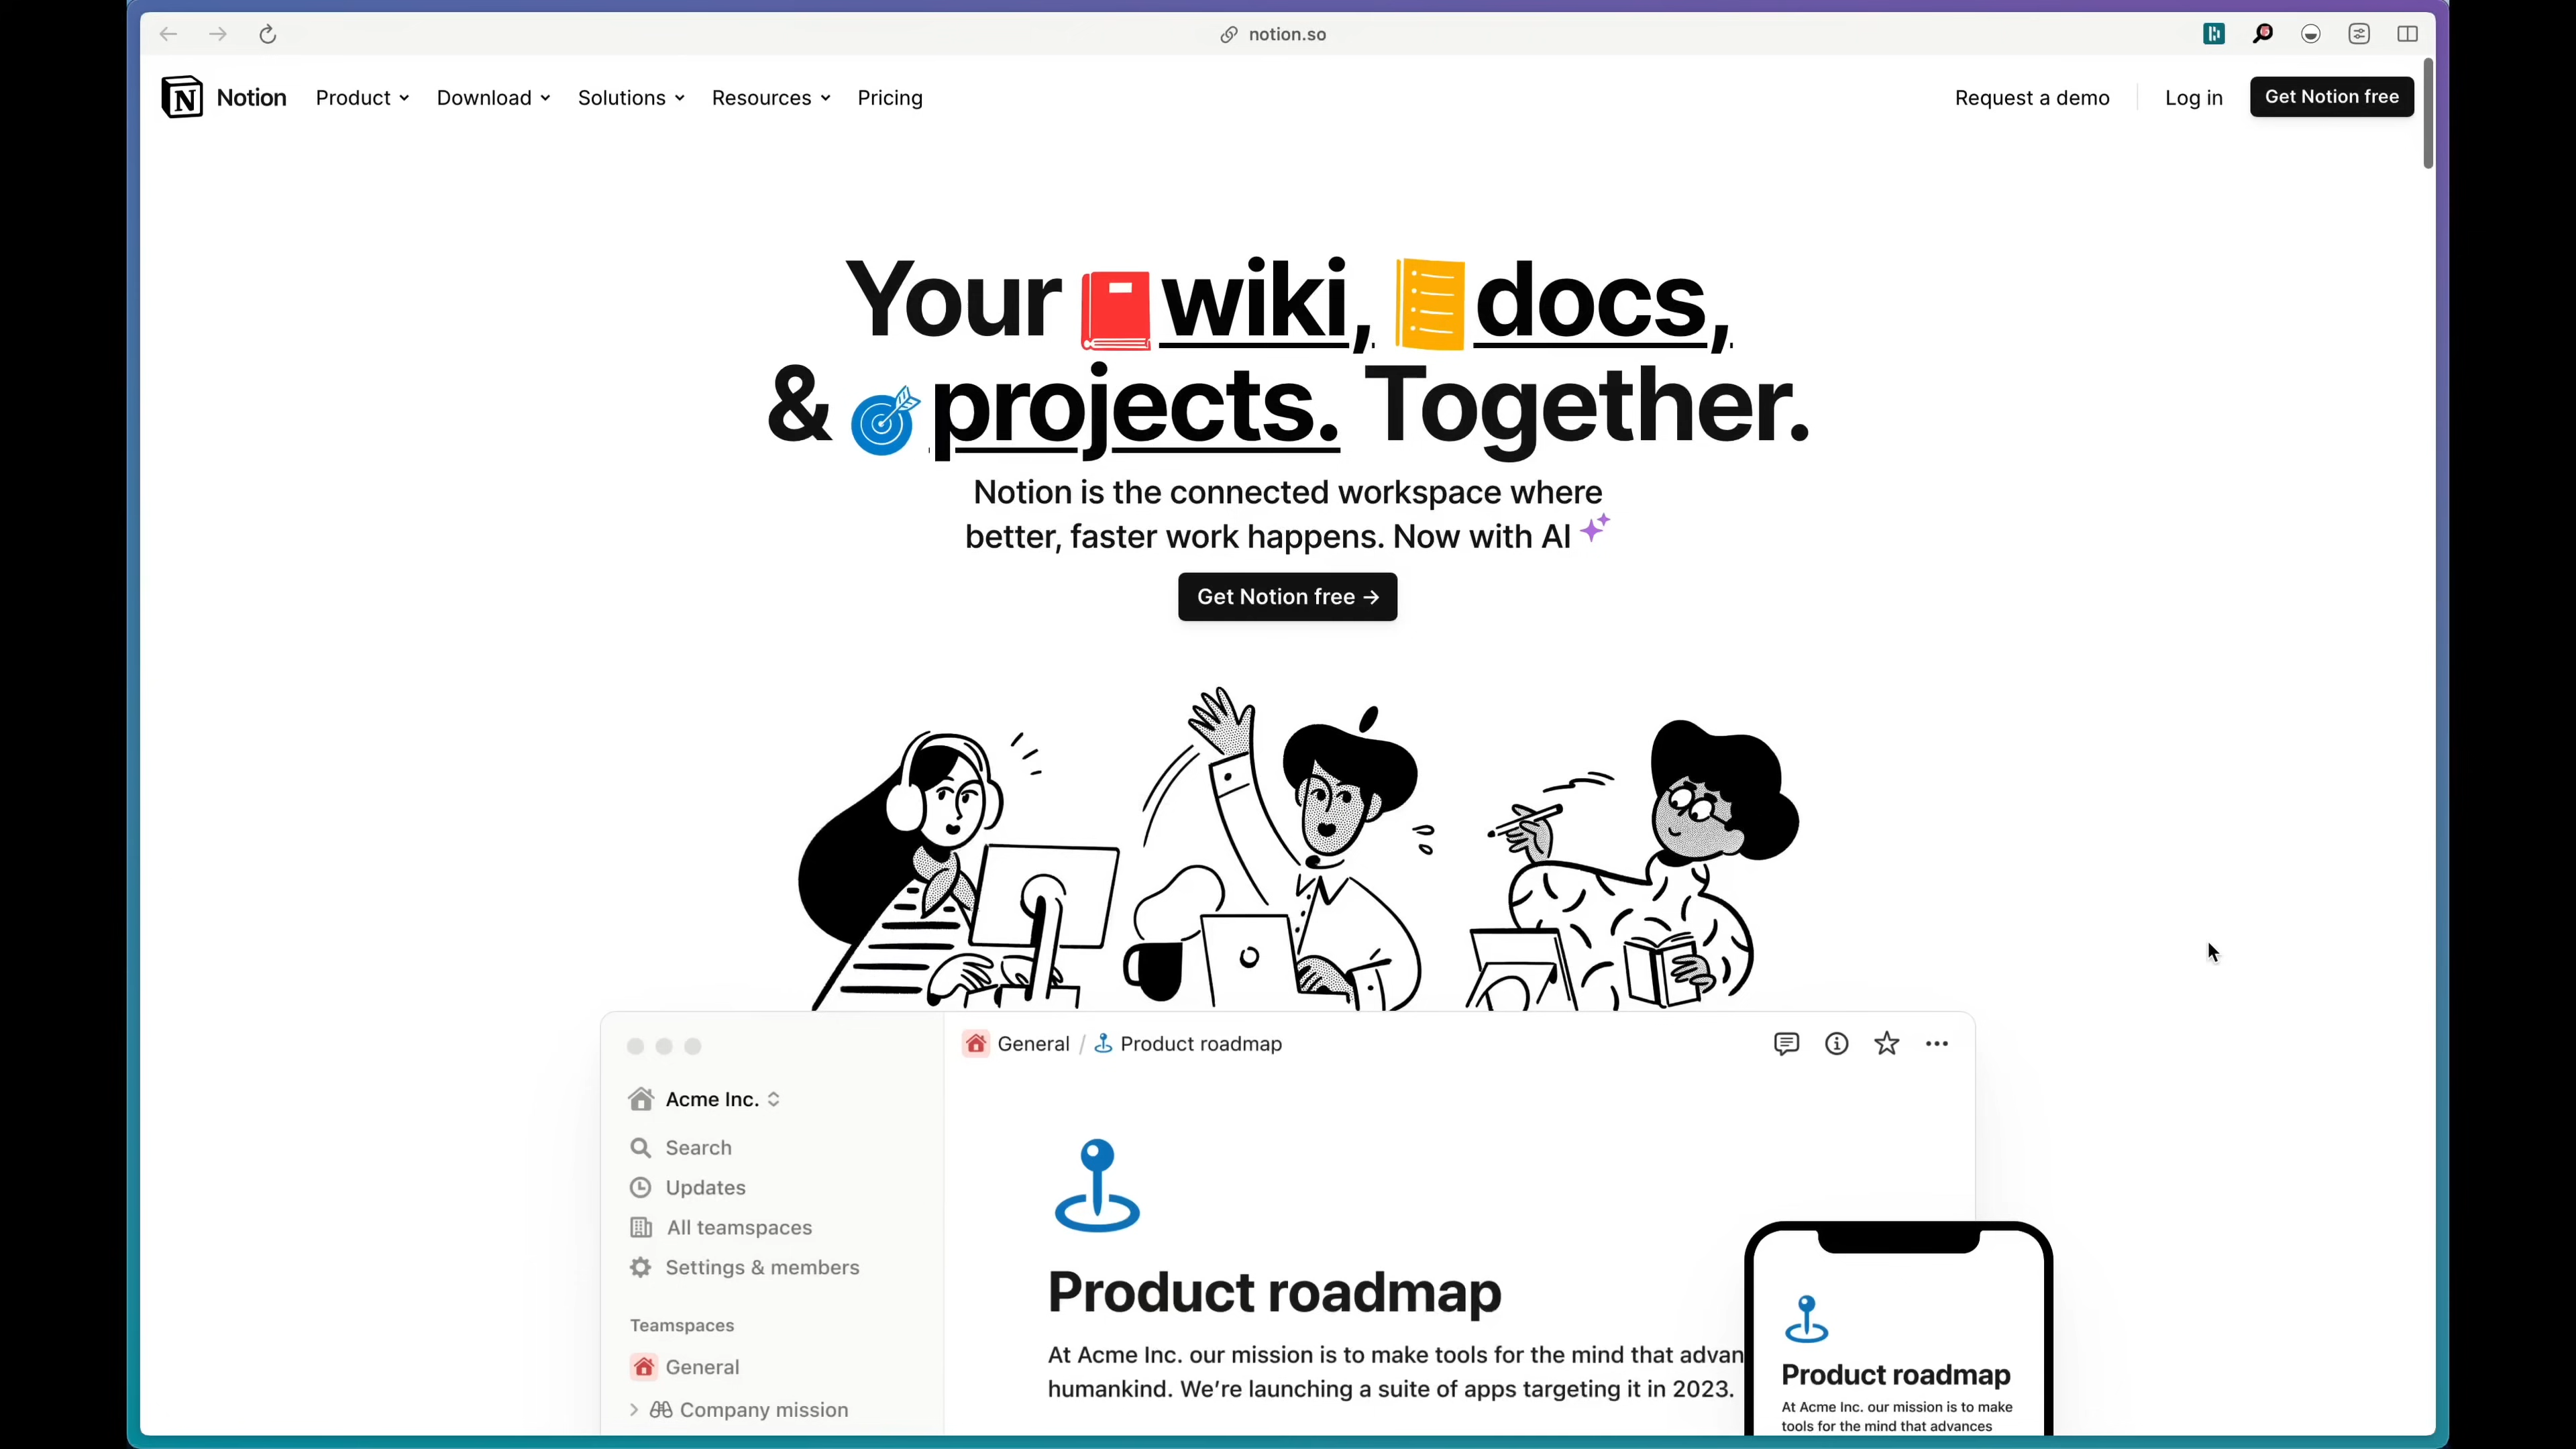 notion.so
Notion Product Download Solutions Resources Pricing Request a demo Log in Get Notion free
Your wiki, docs,
& projects. Together.
Notion is the connected workspace where
better, faster work happens. Now with AI
Get Notion free →
General / Product roadmap
Acme Inc.
Search
Updates
All teamspaces
Settings & members
Teamspaces
General
Company mission
Product roadmap
At Acme Inc. our mission is to make tools for the mind that advan
humankind. We’re launching a suite of apps targeting it in 2023.
Product roadmap
At Acme Inc. our mission is to make
tools for the mind that advances